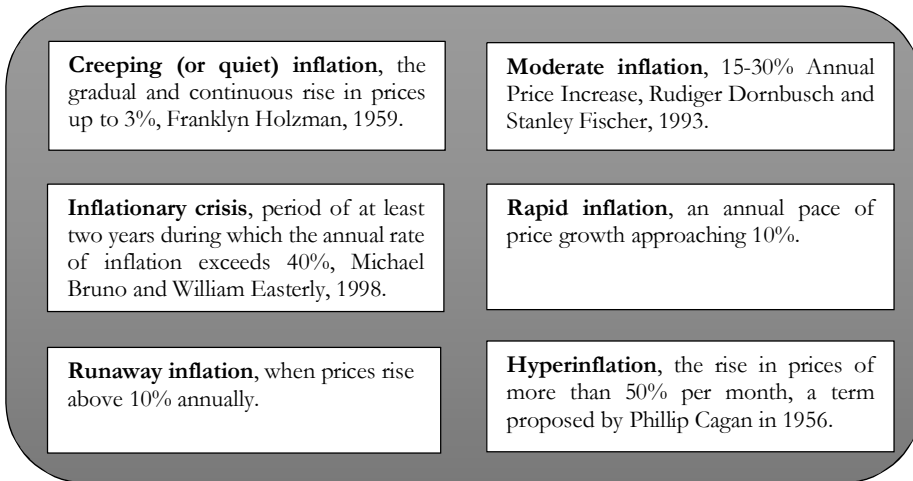 Creeping (or quiet) inflation, the
gradual and continuous rise in prices
up to 3%, Franklyn Holzman, 1959.
Moderate inflation, 15-30% Annual
Price Increase, Rudiger Dornbusch and
Stanley Fischer, 1993.
Inflationary crisis, period of at least
two years during which the annual rate
of inflation exceeds 40%, Michael
Bruno and William Easterly, 1998.
Rapid inflation, an annual pace of
price growth approaching 10%.
Runaway inflation, when prices rise
above 10% annually.
Hyperinflation, the rise in prices of
more than 50% per month, a term
proposed by Phillip Cagan in 1956.